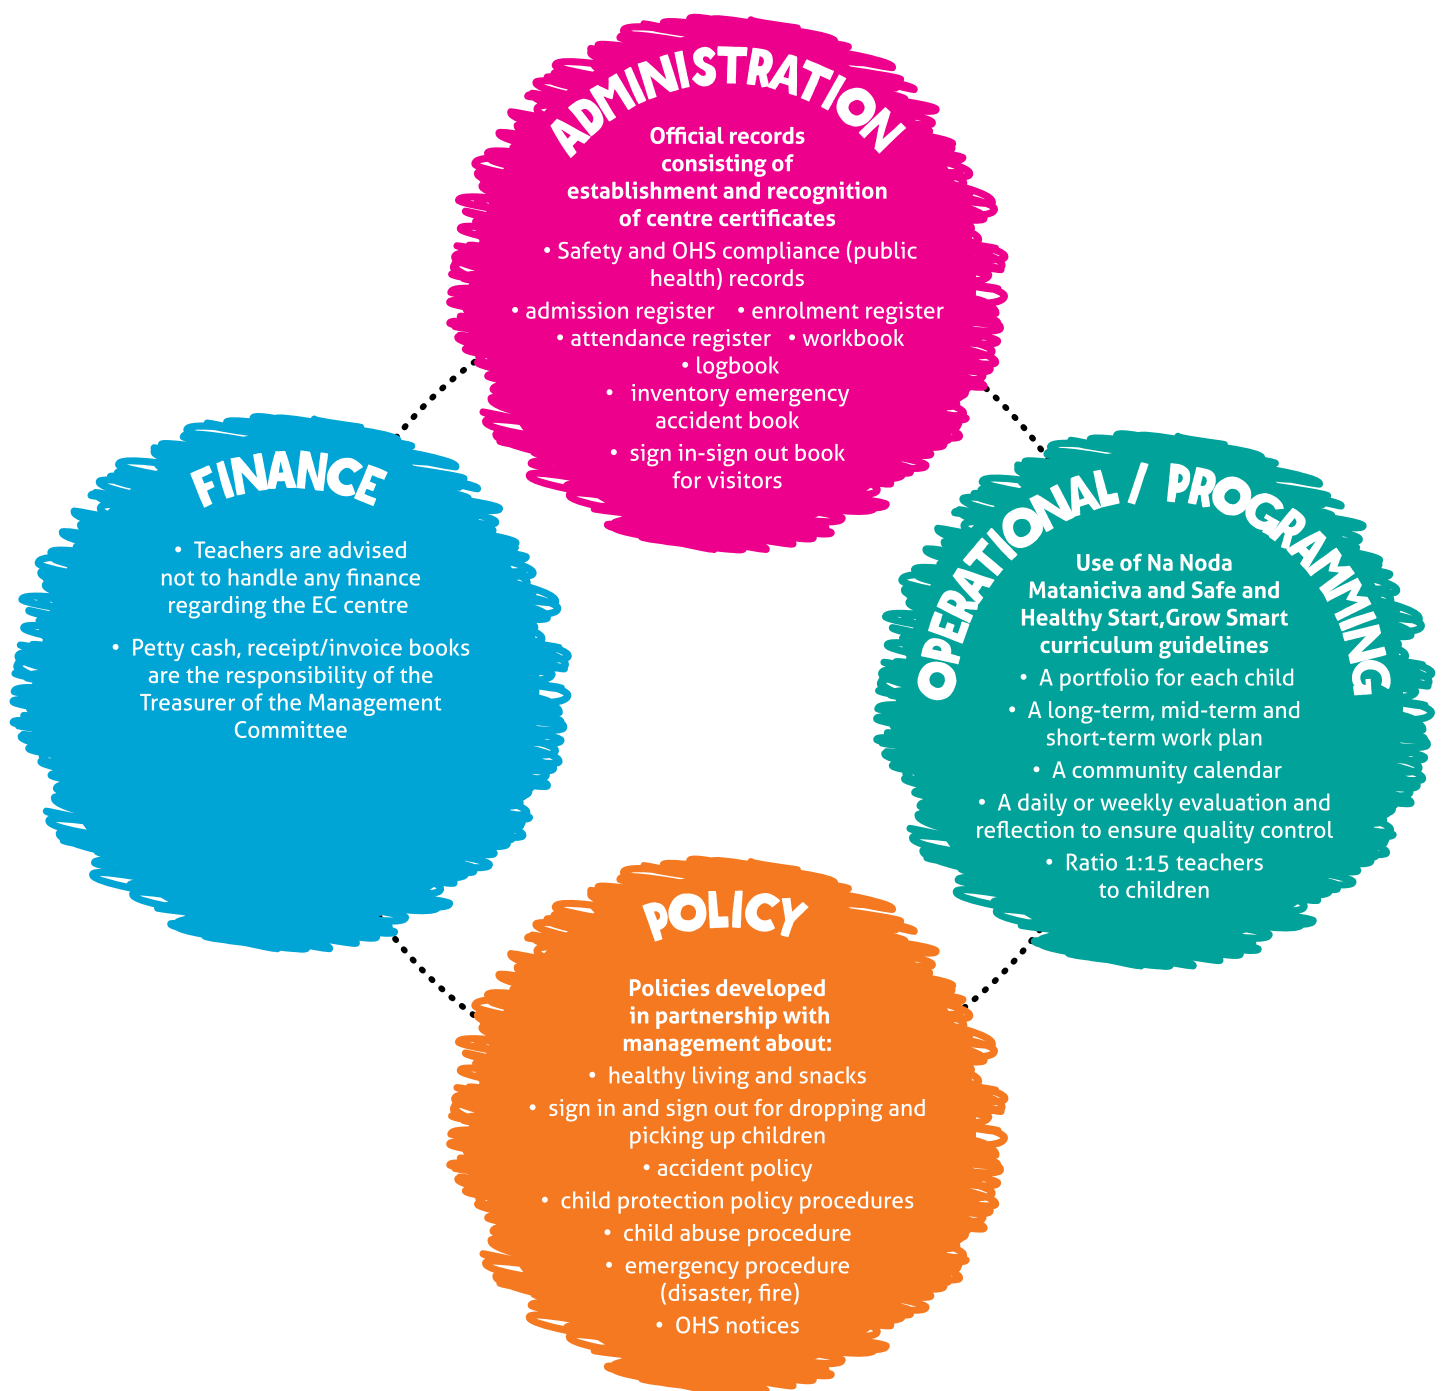 ADMINISTRATION
Official records
consisting of
establishment and recognition
of centre certificates
• Safety and OHS compliance (public
health) records
• admission register • enrolment register
• attendance register • workbook
• logbook
• inventory emergency
accident book
• sign in-sign out book
for visitors
FINANCE
• Teachers are advised
not to handle any finance
regarding the EC centre
• Petty cash, receipt/invoice books
are the responsibility of the
Treasurer of the Management
Committee
OPERATIONAL / PROGRAMMING
Use of Na Noda
Mataniciva and Safe and
Healthy Start,Grow Smart
curriculum guidelines
• A portfolio for each child
• A long-term, mid-term and
short-term work plan
• A community calendar
• A daily or weekly evaluation and
reflection to ensure quality control
• Ratio 1:15 teachers
to children
POLICY
Policies developed
in partnership with
management about:
• healthy living and snacks
• sign in and sign out for dropping and
picking up children
• accident policy
• child protection policy procedures
• child abuse procedure
• emergency procedure
(disaster, fire)
• OHS notices